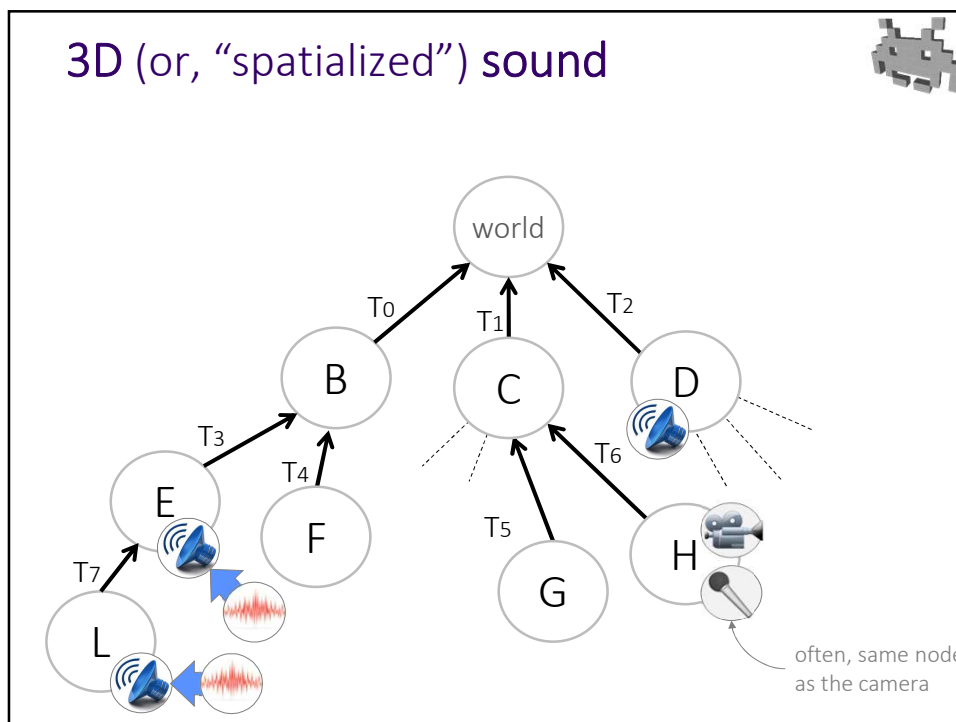 3D (or, “spatialized”) sound
world
T0
T1
T2
B
C
D
T3
T4
T6
E
F
T5
H
T7
G
L
often, same node
as the camera